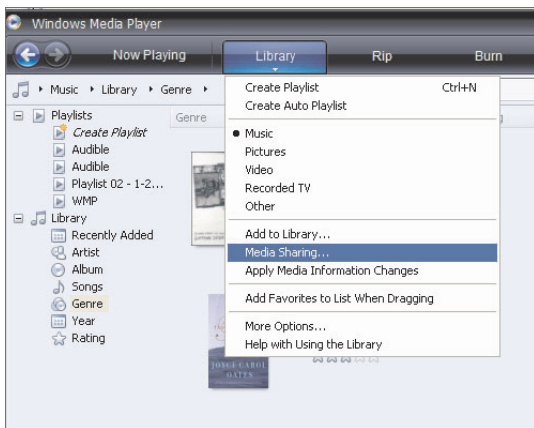 Windows Media Player
Now Playing Library Rip Burn
Music Library Genre
Create Playlist Ctrl+N
Create Auto Playlist
Music
Pictures
Video
Recorded TV
Other
Add to Library...
Media Sharing...
Apply Media Information Changes
Add Favorites to List When Dragging
More Options...
Help with Using the Library
Playlists
Create Playlist
Audible
Audible
Playlist 02 - 1-2...
WMP
Library
Recently Added
Artist
Album
Songs
Genre
Year
Rating
Genre
JOYCE CAROL
OATES